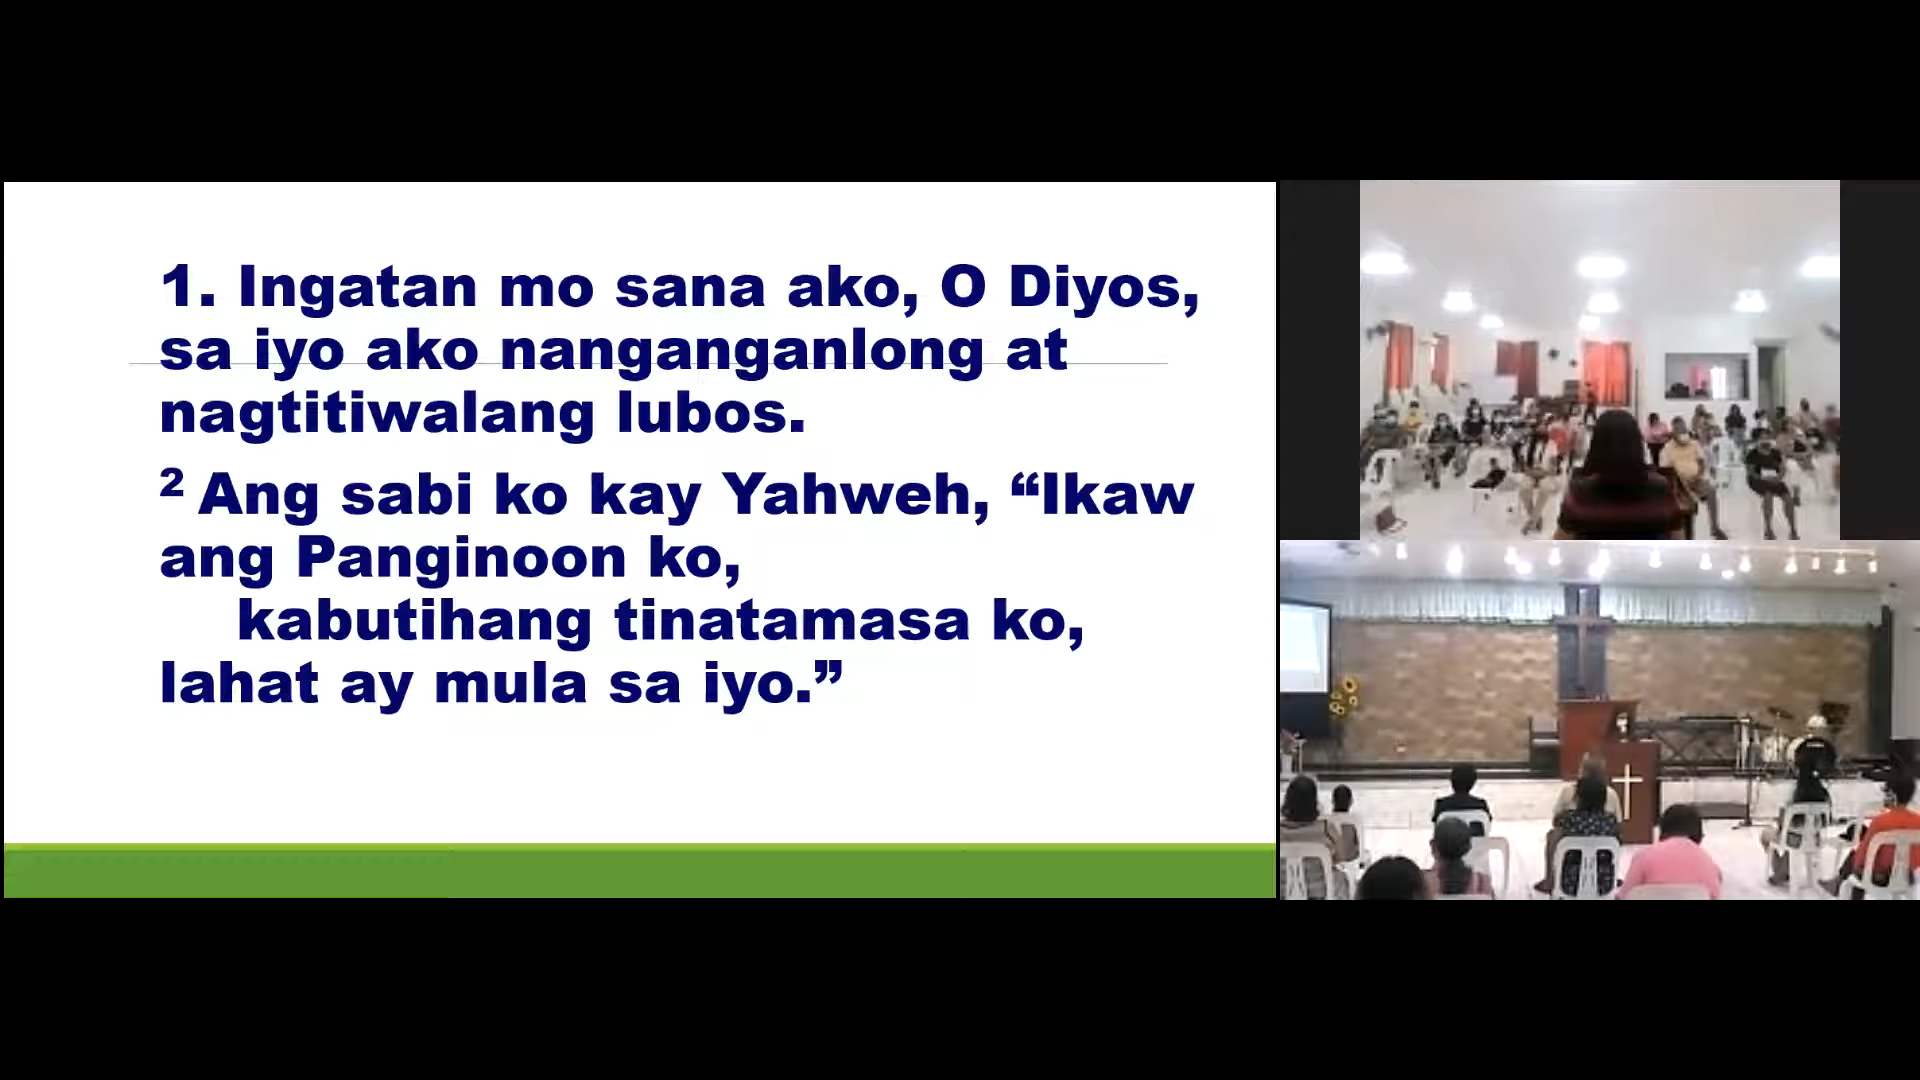 1. Ingatan mo sana ako, O Diyos,
sa iyo ako nanganganlong at
nagtitiwalang lubos.
2 Ang sabi ko kay Yahweh, “Ikaw
ang Panginoon ko,
kabutihang tinatamasa ko,
lahat ay mula sa iyo.”